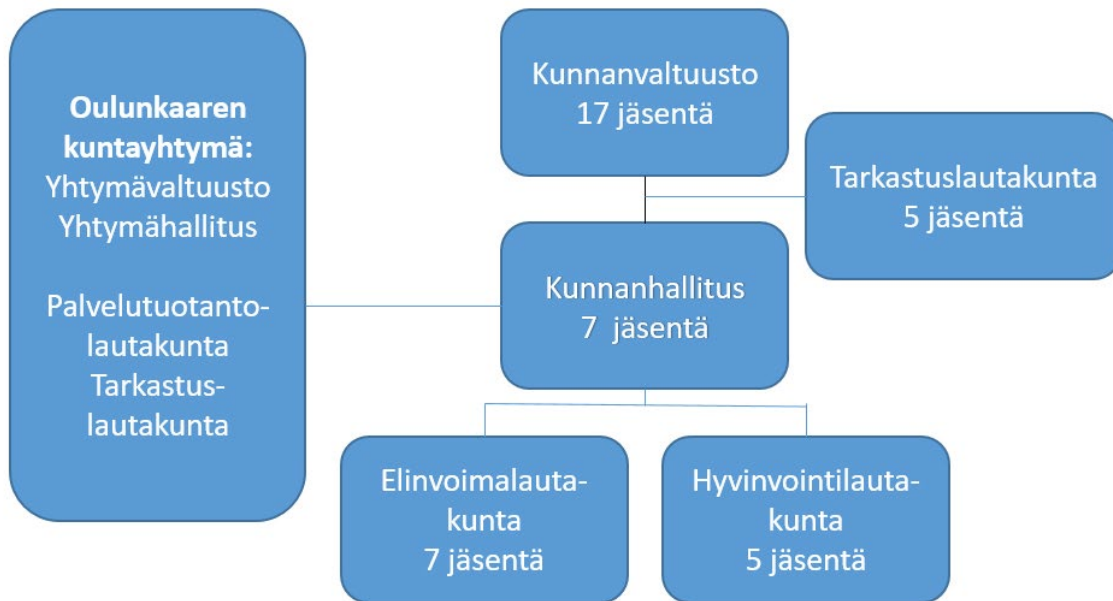 Oulunkaaren
kuntayhtymä:
Yhtymävaltuusto
Yhtymähallitus
Palvelutuotanto-
lautakunta
Tarkastus-
lautakunta
Kunnanvaltuusto
17 jäsentä
Tarkastuslautakunta
5 jäsentä
Kunnanhallitus
7 jäsentä
Elinvoimalauta-
kunta
7 jäsentä
Hyvinvointilauta-
kunta
5 jäsentä